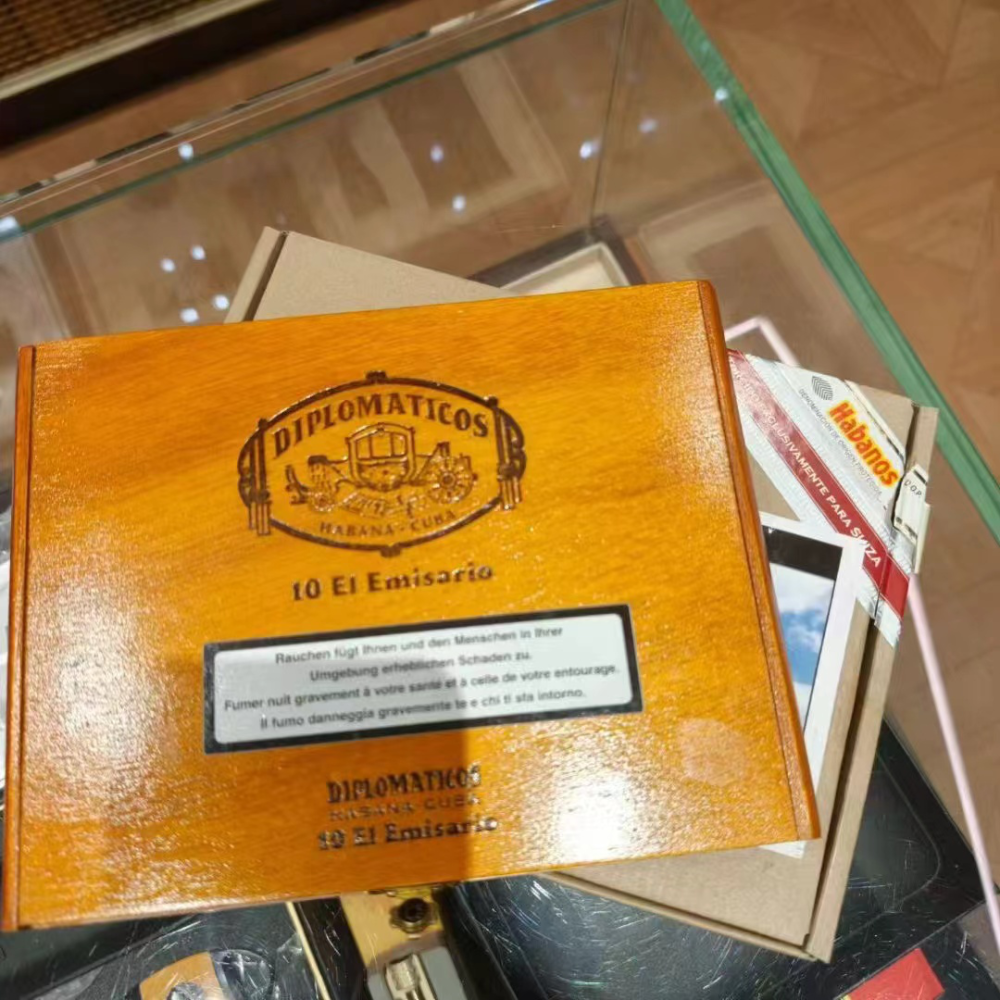 DIPLOMATICOS
HABANA - CUBA
10 El Emisario
Rauchen fügt Ihnen und den Menschen in Ihrer
Umgebung erheblichen Schaden zu.
Fumer nuit gravement à votre santé et à celle de votre entourage.
Il fumo danneggia gravemente te e chi ti sta intorno.
DIPLOMATICOS
HABANA - CUBA
10 El Emisario
Habanos
EXCLUSIVAMENTE PARA SUIZA